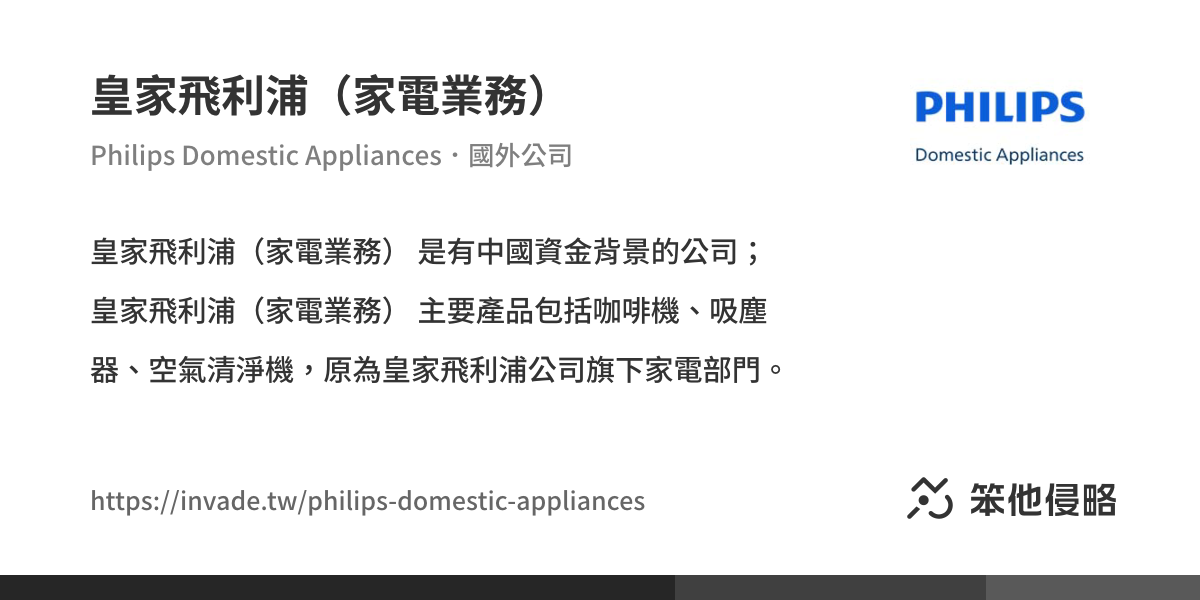 皇家飛利浦（家電業務）
Philips Domestic Appliances・國外公司
PHILIPS
Domestic Appliances
皇家飛利浦（家電業務） 是有中國資金背景的公司；
皇家飛利浦（家電業務） 主要產品包括咖啡機、吸塵
器、空氣清淨機，原為皇家飛利浦公司旗下家電部門。
https://invade.tw/philips-domestic-appliances
笨他侵略